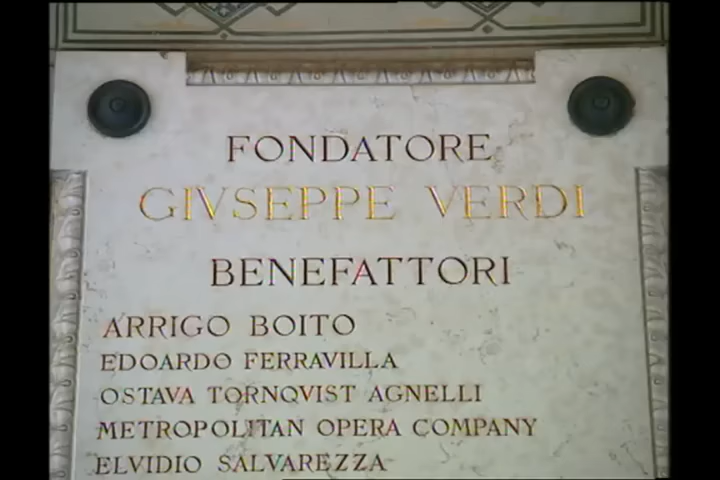 FONDATORE
GIVSEPPE VERDI
BENEFATTORI
ARRIGO BOITO
EDOARDO FERRAVILLA
OSTAVA TORNQVIST AGNELLI
METROPOLITAN OPERA COMPANY
ELVIDIO SALVAREZZA